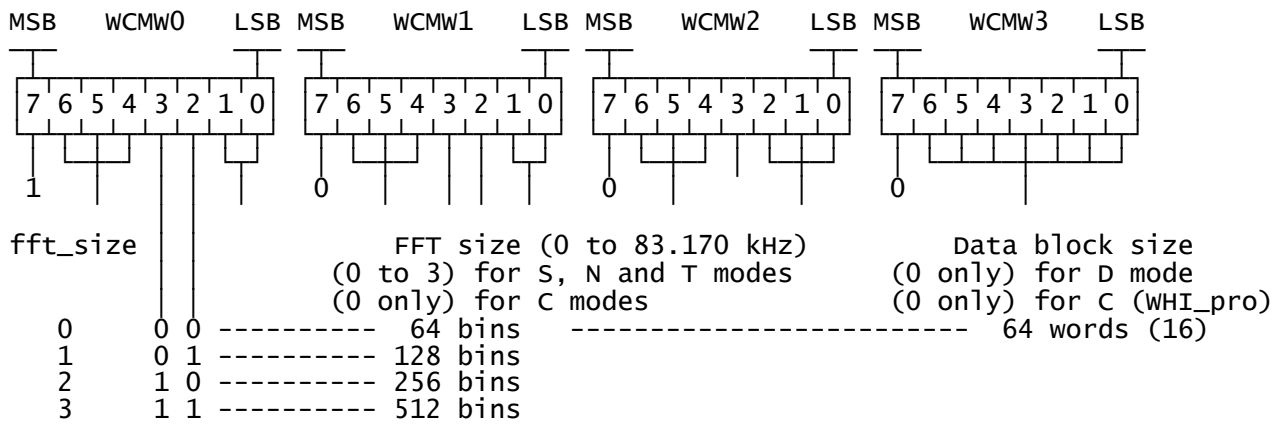 MSB WCMW0 LSB MSB WCMW1 LSB MSB WCMW2 LSB MSB WCMW3 LSB
7 6 5 4 3 2 1 0 7 6 5 4 3 2 1 0 7 6 5 4 3 2 1 0 7 6 5 4 3 2 1 0
1 0 0 0
fft_size FFT size (0 to 83.170 kHz) Data block size
(0 to 3) for S, N and T modes (0 only) for D mode
(0 only) for C modes (0 only) for C (WHI_pro)
0 0 0 ---------- 64 bins ------------------------- 64 words (16)
1 0 1 ---------- 128 bins
2 1 0 ---------- 256 bins
3 1 1 ---------- 512 bins